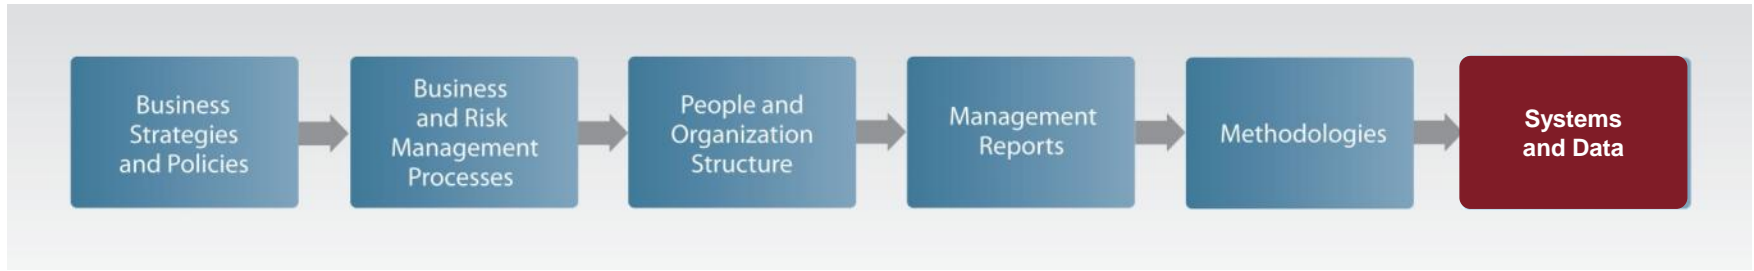 Business
Strategies
and Policies
Business
and Risk
Management
Processes
People and
Organization
Structure
Management
Reports
Methodologies
Systems
and Data